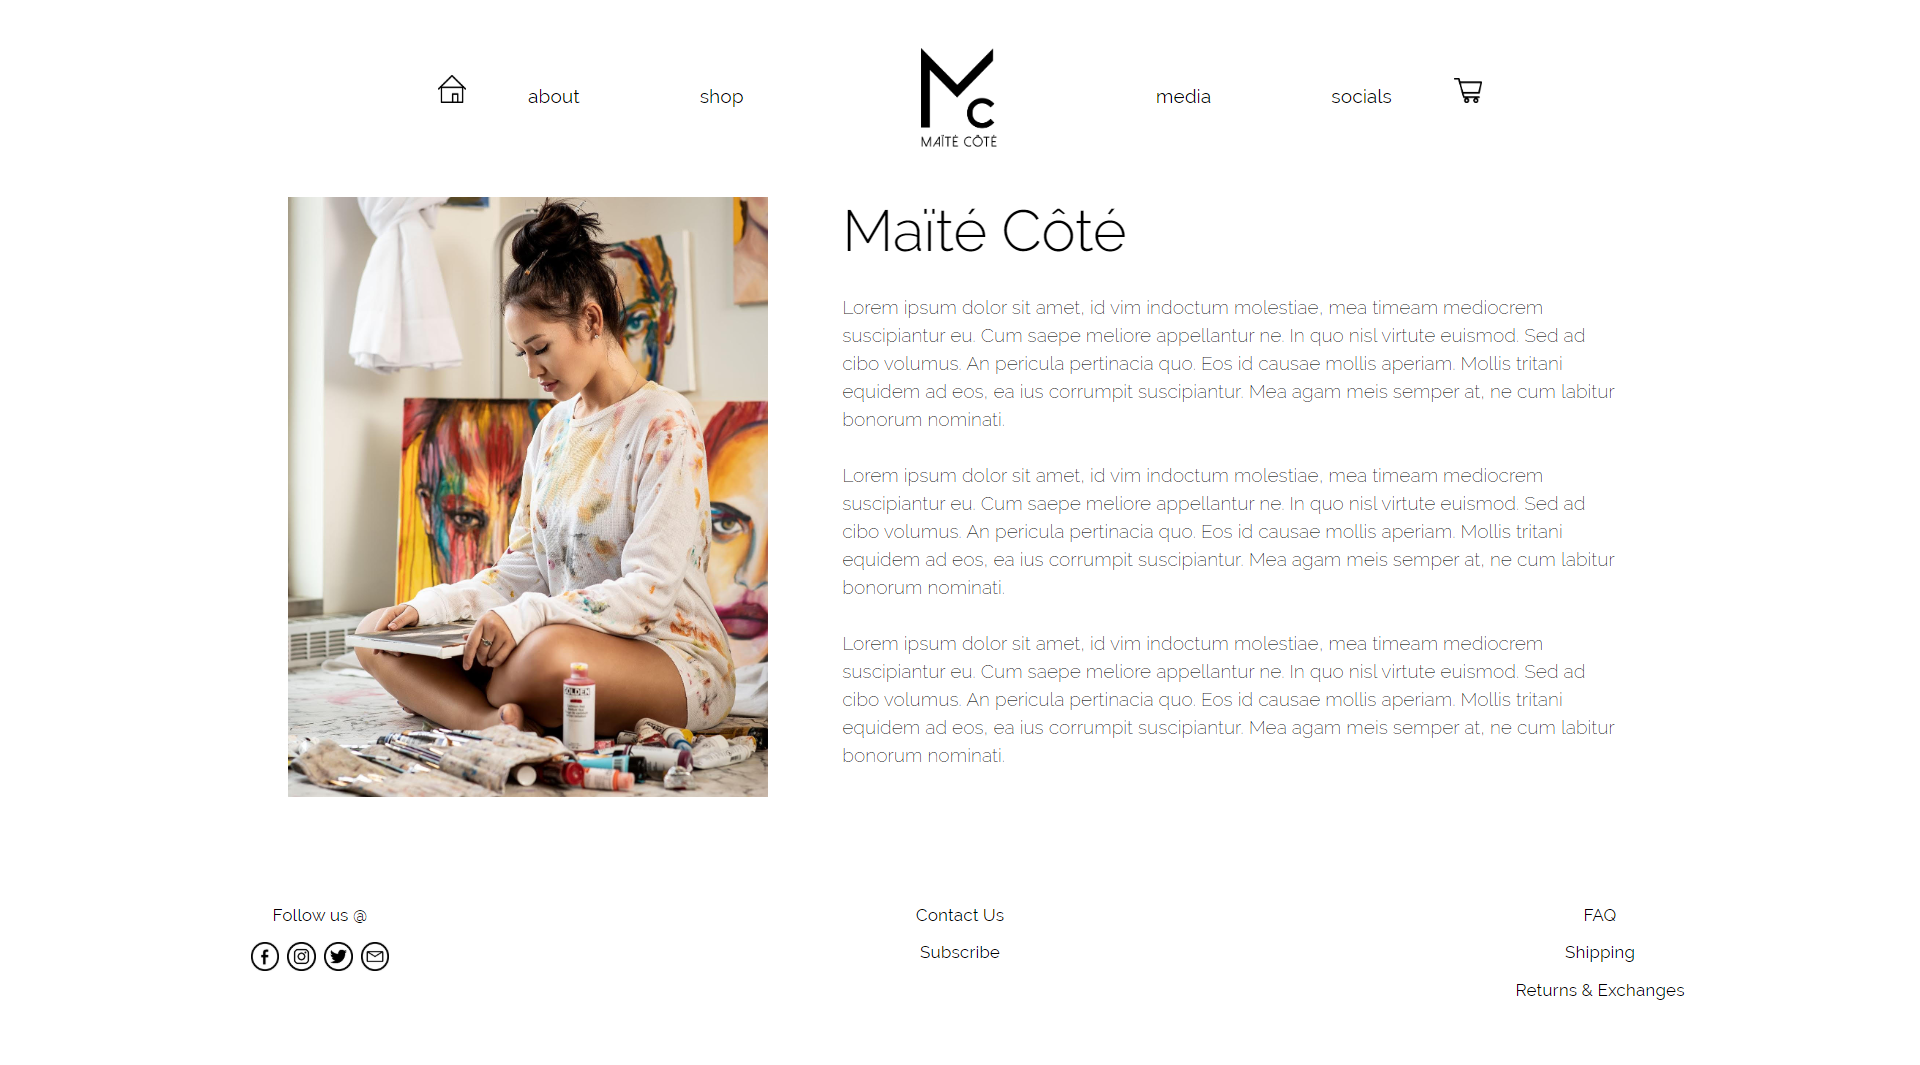 about
shop
MC
MAÏTÉ CÔTÉ
media
socials
Maïté Côté
Lorem ipsum dolor sit amet, id vim indoctum molestiae, mea timeam mediocrem
suscipiantur eu. Cum saepe meliore appellantur ne. In quo nisl virtute euismod. Sed ad
cibo volumus. An pericula pertinacia quo. Eos id causae mollis aperiam. Mollis tritani
equidem ad eos, ea ius corrumpit suscipiantur. Mea agam meis semper at, ne cum labitur
bonorum nominati.
Lorem ipsum dolor sit amet, id vim indoctum molestiae, mea timeam mediocrem
suscipiantur eu. Cum saepe meliore appellantur ne. In quo nisl virtute euismod. Sed ad
cibo volumus. An pericula pertinacia quo. Eos id causae mollis aperiam. Mollis tritani
equidem ad eos, ea ius corrumpit suscipiantur. Mea agam meis semper at, ne cum labitur
bonorum nominati.
Lorem ipsum dolor sit amet, id vim indoctum molestiae, mea timeam mediocrem
suscipiantur eu. Cum saepe meliore appellantur ne. In quo nisl virtute euismod. Sed ad
cibo volumus. An pericula pertinacia quo. Eos id causae mollis aperiam. Mollis tritani
equidem ad eos, ea ius corrumpit suscipiantur. Mea agam meis semper at, ne cum labitur
bonorum nominati.
GOLDEN
Follow us @
Contact Us
Subscribe
FAQ
Shipping
Returns & Exchanges